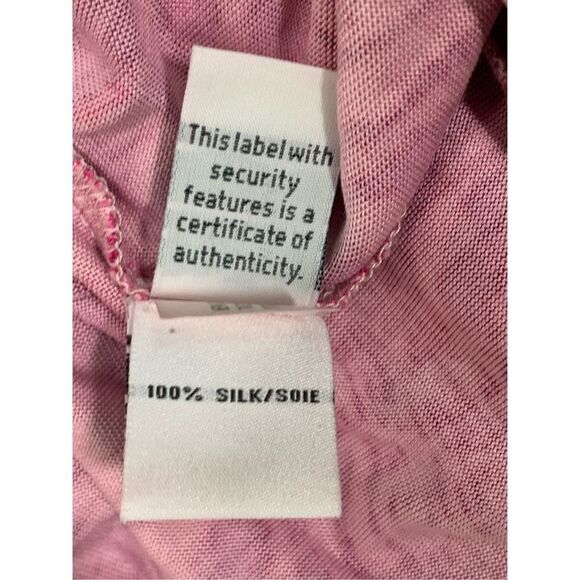 This label with
security
features is a
certificate of
authenticity.
100% SILK/SOIE